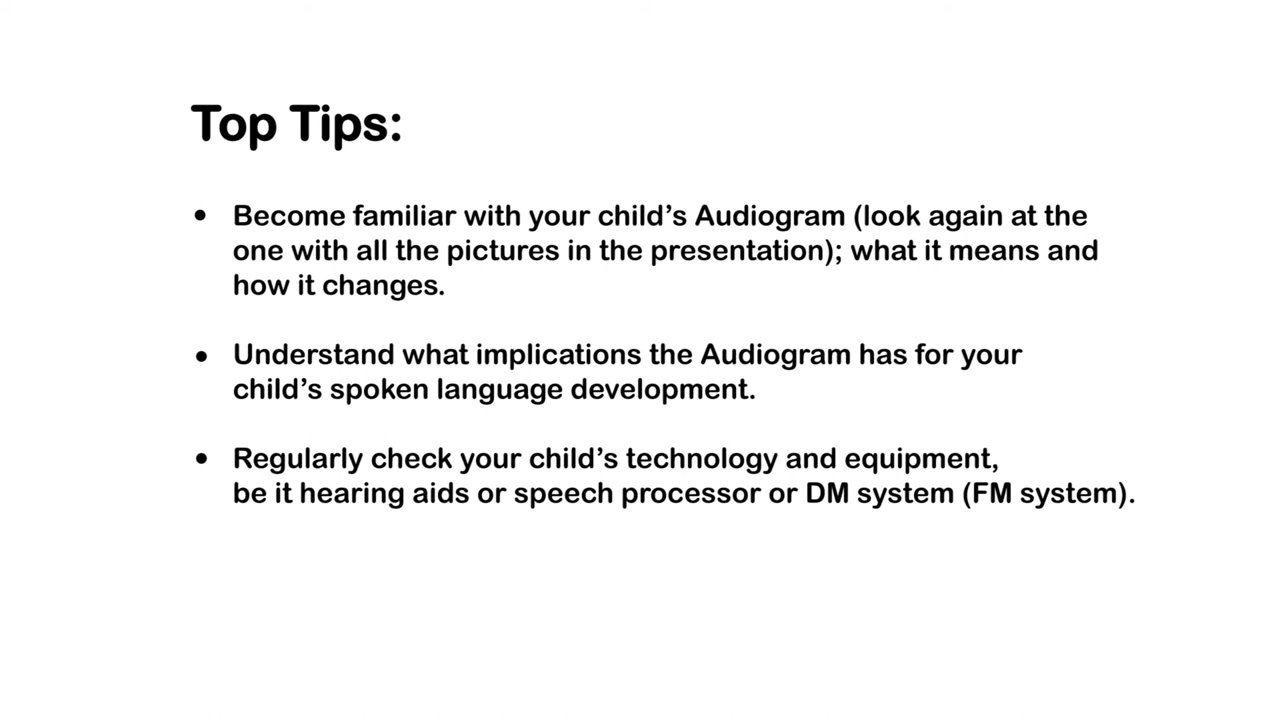 Top Tips:
• Become familiar with your child’s Audiogram (look again at the
one with all the pictures in the presentation); what it means and
how it changes.
• Understand what implications the Audiogram has for your
child’s spoken language development.
• Regularly check your child’s technology and equipment,
be it hearing aids or speech processor or DM system (FM system).